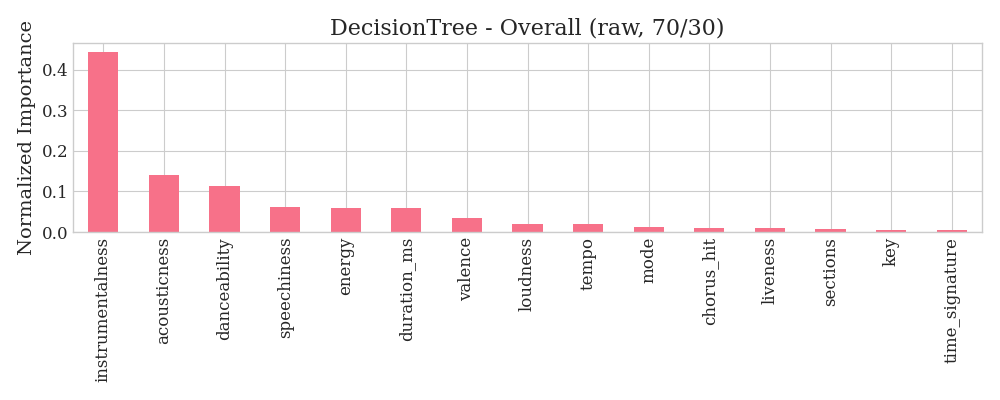 DecisionTree - Overall (raw, 70/30)
Normalized Importance
0.4
0.3
0.2
0.1
0.0
instrumentalness
acousticness
danceability
speechiness
energy
duration_ms
valence
loudness
tempo
mode
chorus_hit
liveness
sections
key
time_signature